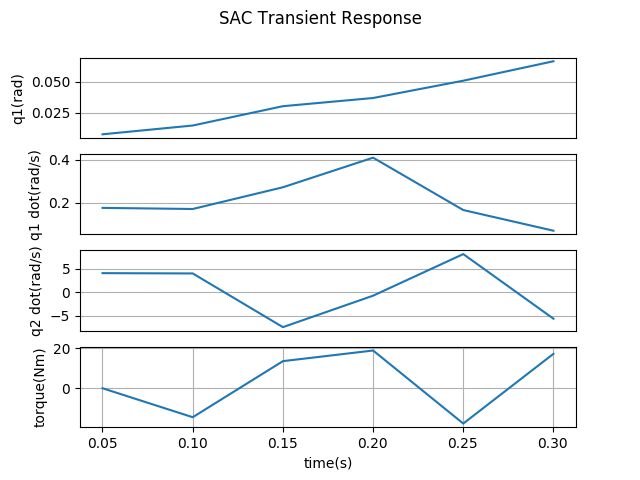 SAC Transient Response
q1(rad)
0.050
0.025
q1 dot(rad/s)
0.4
0.2
q2 dot(rad/s)
5
0
−5
torque(Nm)
20
0
0.05 0.10 0.15 0.20 0.25 0.30
time(s)